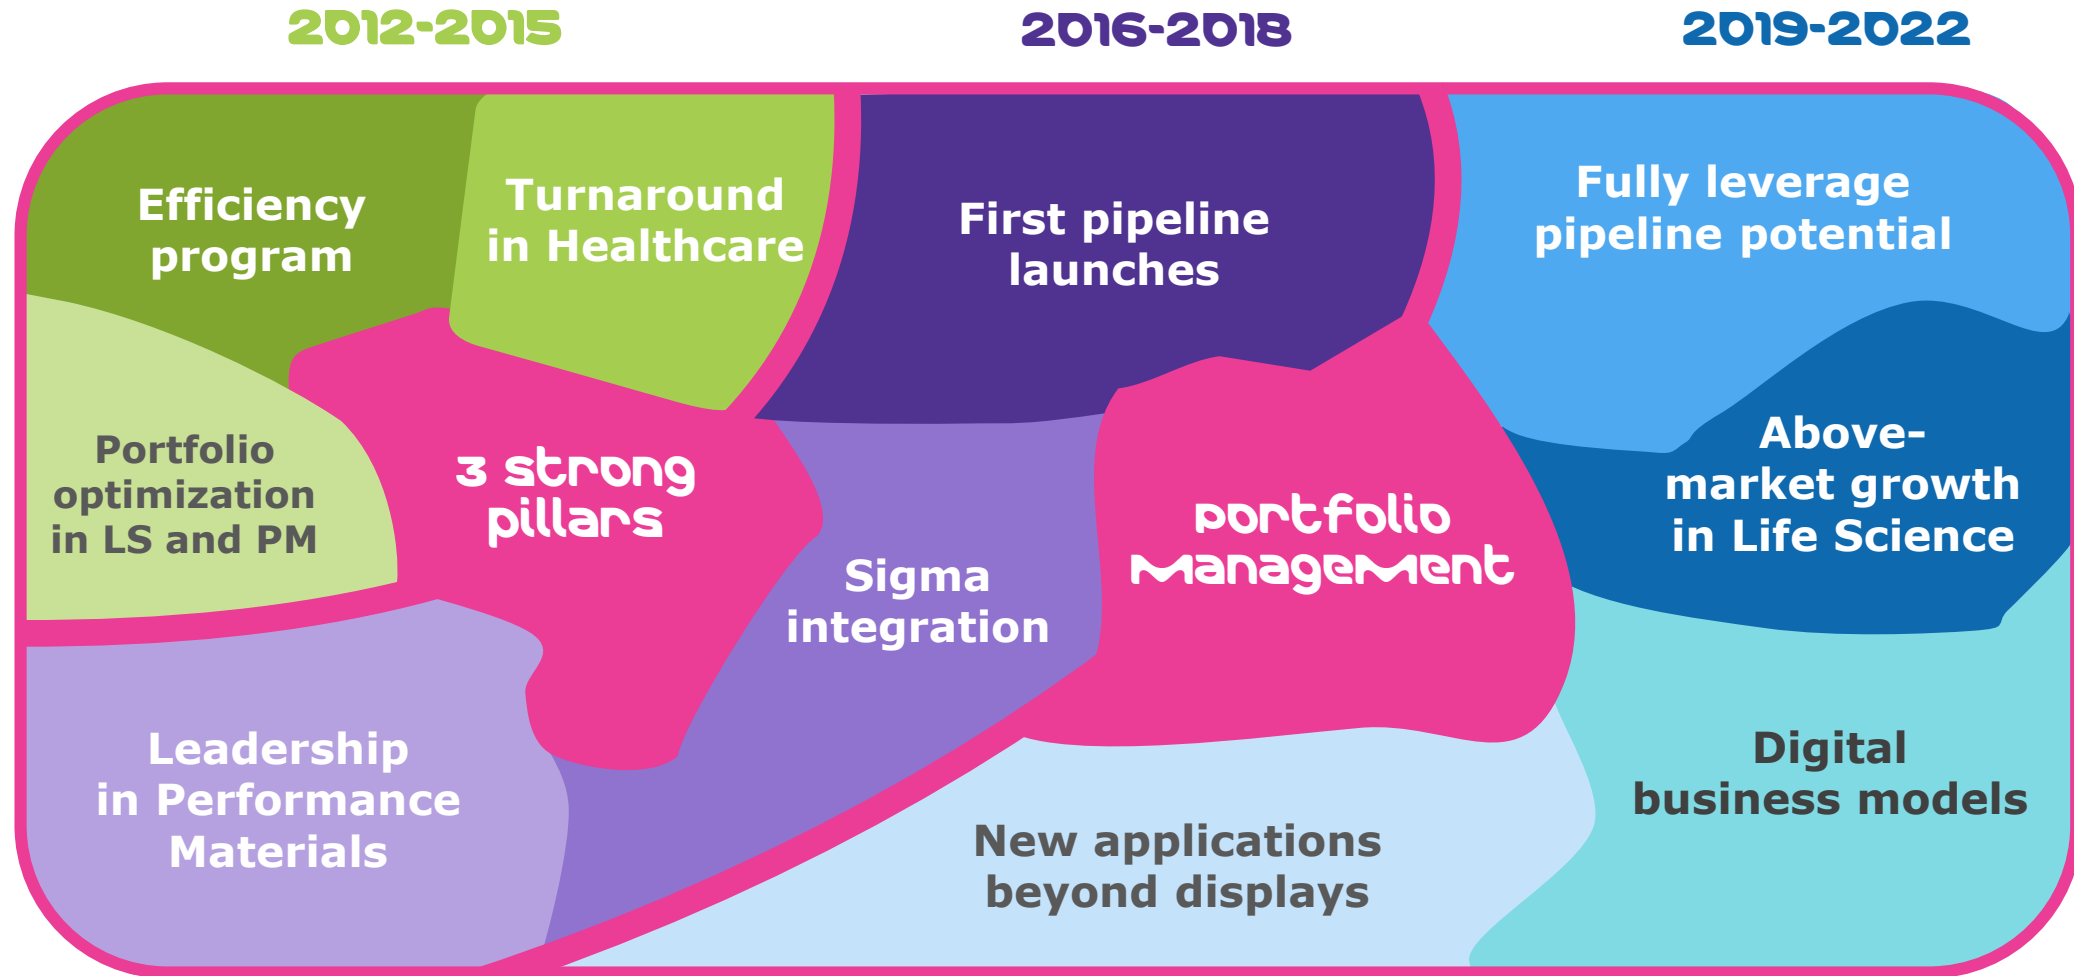 2012-2015
2016-2018
2019-2022
Efficiency
program
Turnaround
in Healthcare
First pipeline
launches
Fully leverage
pipeline potential
Portfolio
optimization
in LS and PM
3 strong
pillars
Sigma
integration
portfolio
management
Above-
market growth
in Life Science
Leadership
in Performance
Materials
New applications
beyond displays
Digital
business models